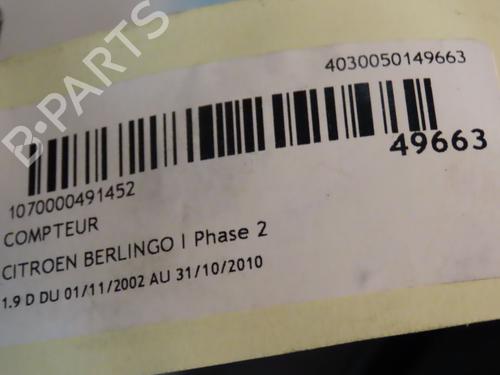 4030050149663
B-PARTS
49663
1070000491452
COMPTEUR
CITROEN BERLINGO I Phase 2
1.9 D DU 01/11/2002 AU 31/10/2010